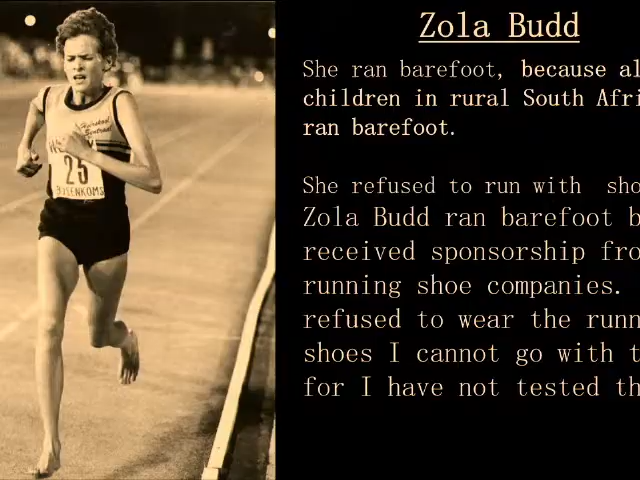 Zola Budd
She ran barefoot, because al
children in rural South Afri
ran barefoot.
She refused to run with sho
Zola Budd ran barefoot b
received sponsorship fro
running shoe companies.
refused to wear the runn
shoes I cannot go with t
for I have not tested th
25